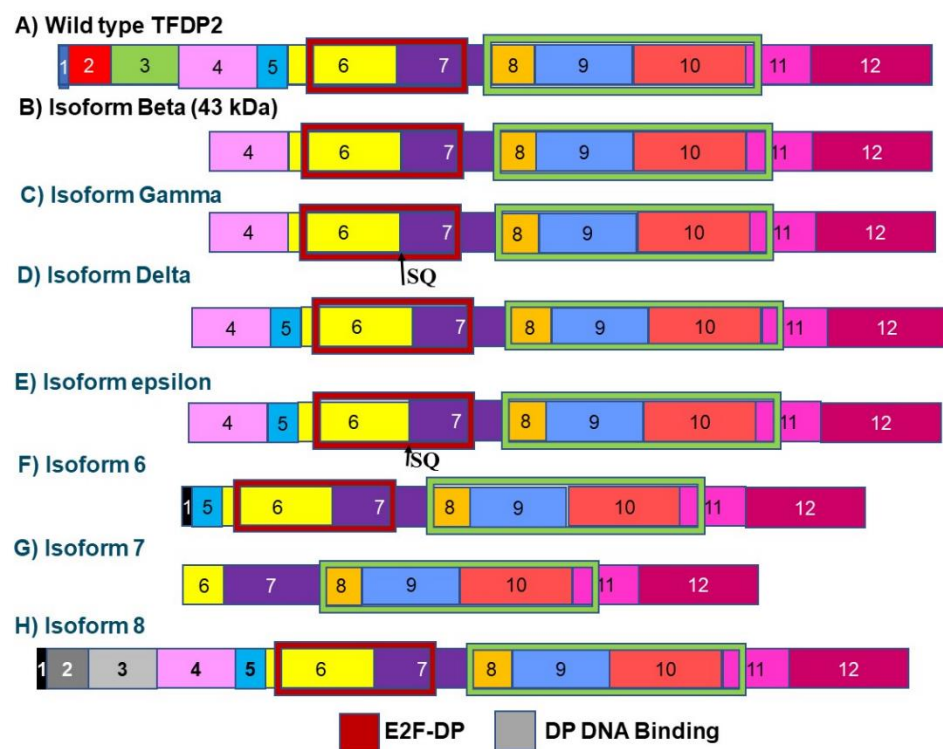 A) Wild type TFDP2
1 2 3 4 5 6 7 8 9 10 11 12
B) Isoform Beta (43 kDa)
4 6 7 8 9 10 11 12
C) Isoform Gamma
4 6 7 8 9 10 11 12
SQ
D) Isoform Delta
4 5 6 7 8 9 10 11 12
E) Isoform epsilon
4 5 6 7 8 9 10 11 12
SQ
F) Isoform 6
1 5 6 7 8 9 10 11 12
G) Isoform 7
6 7 8 9 10 11 12
H) Isoform 8
1 2 3 4 5 6 7 8 9 10 11 12
E2F-DP DP DNA Binding